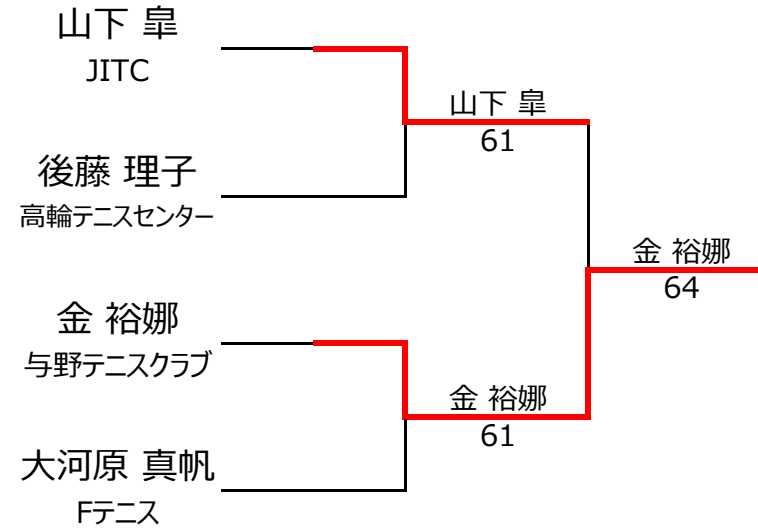 山下 皐
JITC
後藤 理子
高輪テニスセンター
金 裕娜
与野テニスクラブ
大河原 真帆
Fテニス
山下 皐
61
金 裕娜
61
金 裕娜
64